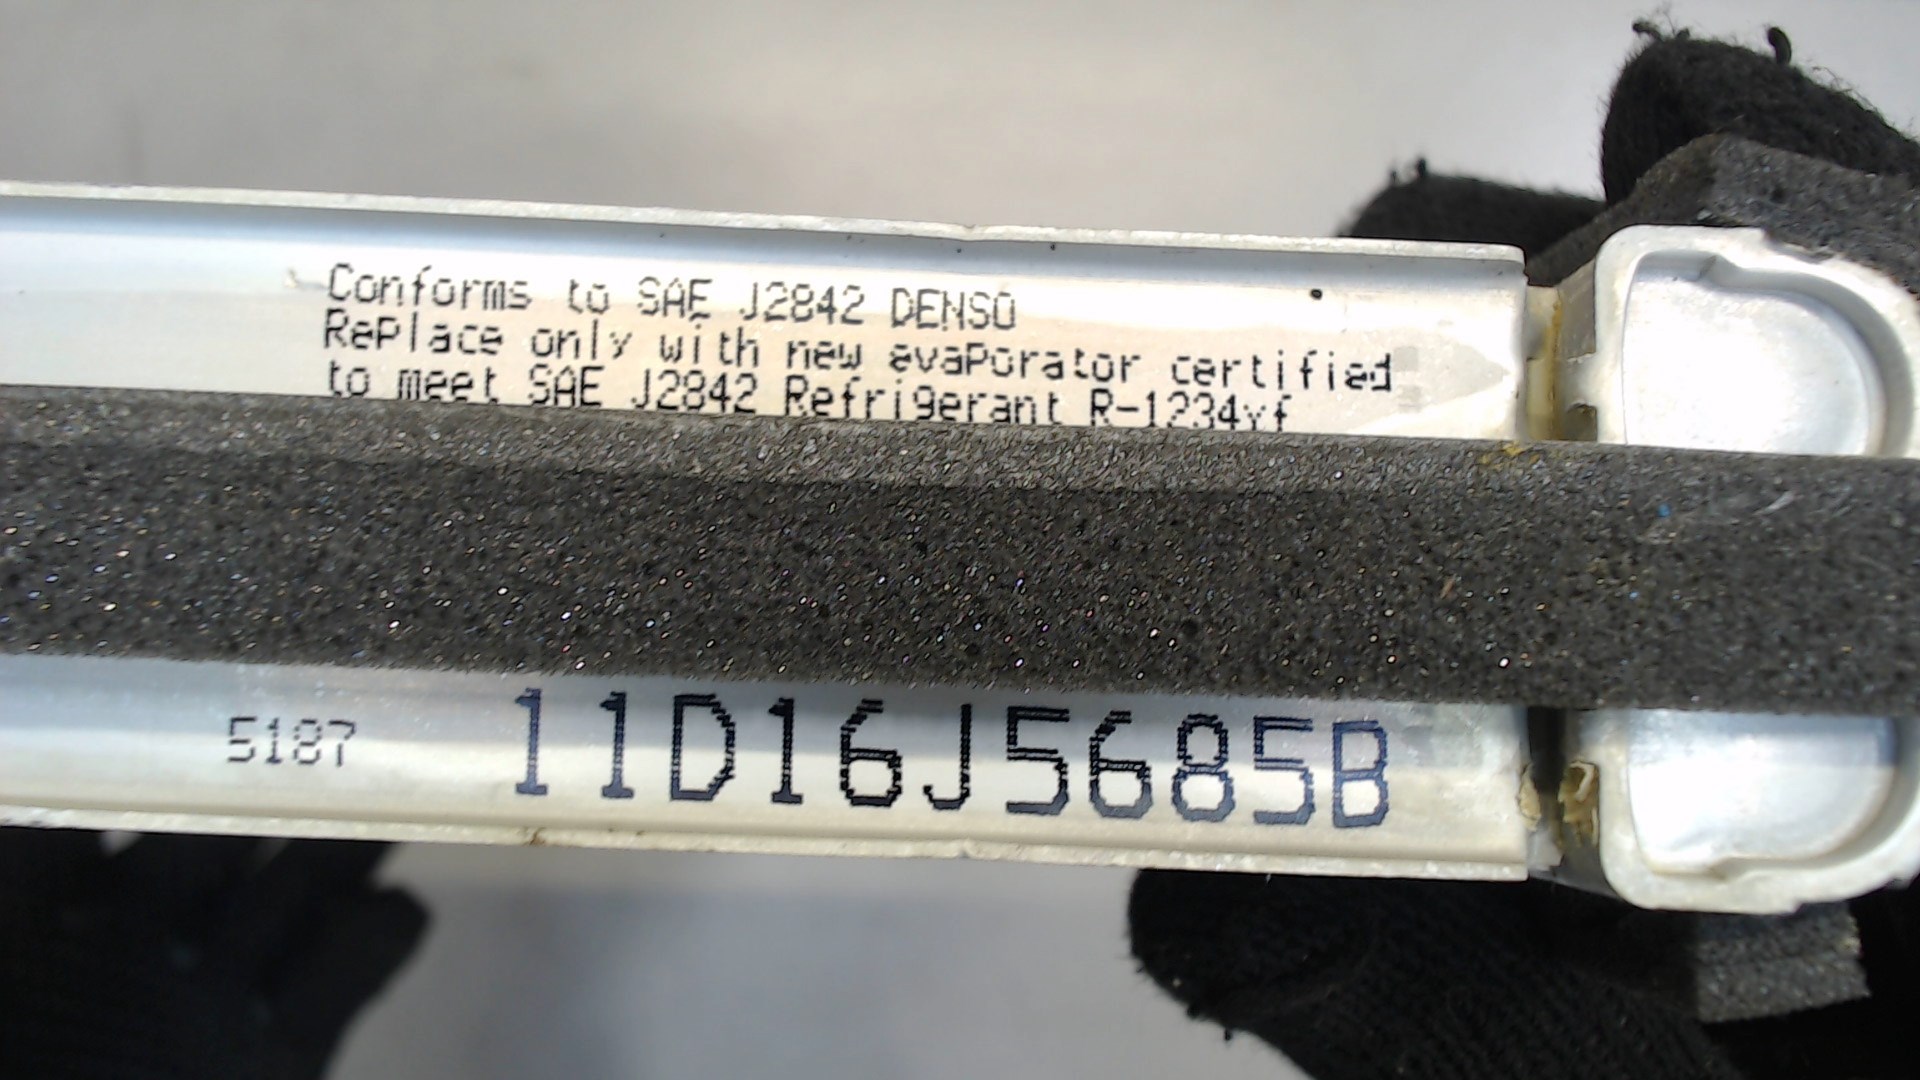 Conforms to SAE J2842 DENSO
RePlace only with new evaPorator certified
to meet SAE J2842 Refrigerant R-1234yf
5187 11D16J5685B